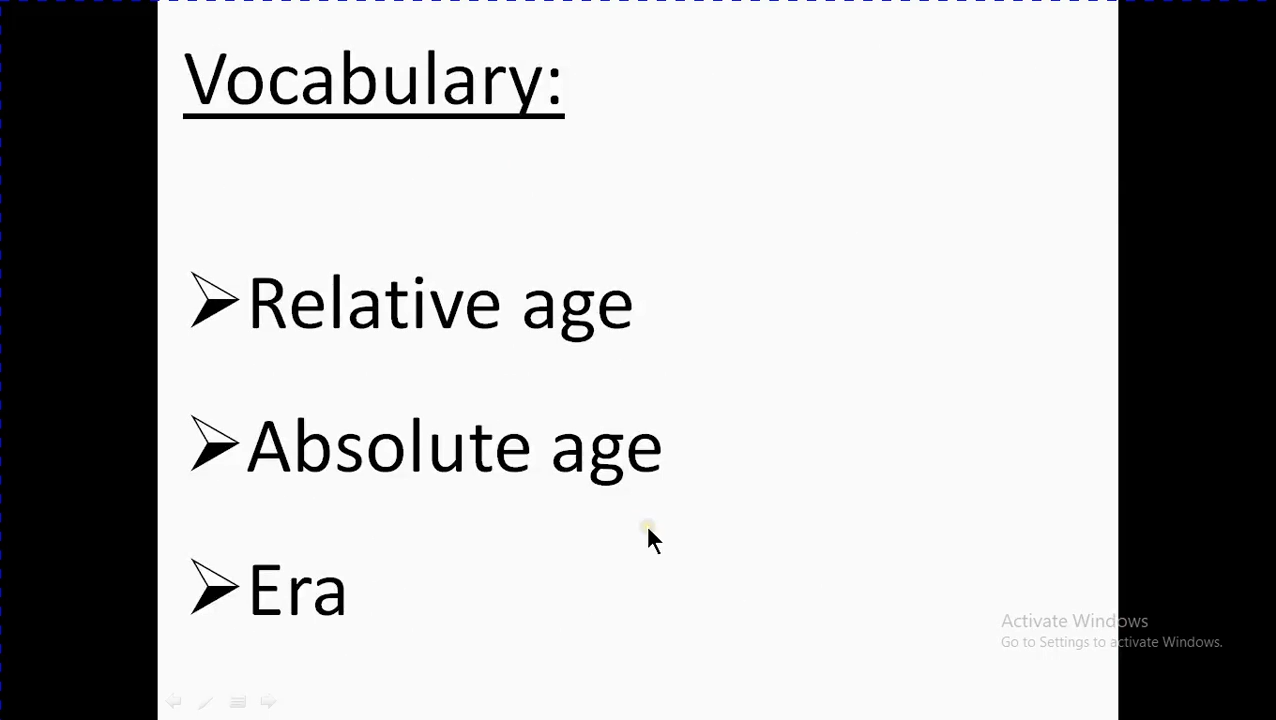 Vocabulary:
Relative age
Absolute age
Era
Activate Windows
Go to Settings to activate Windows.